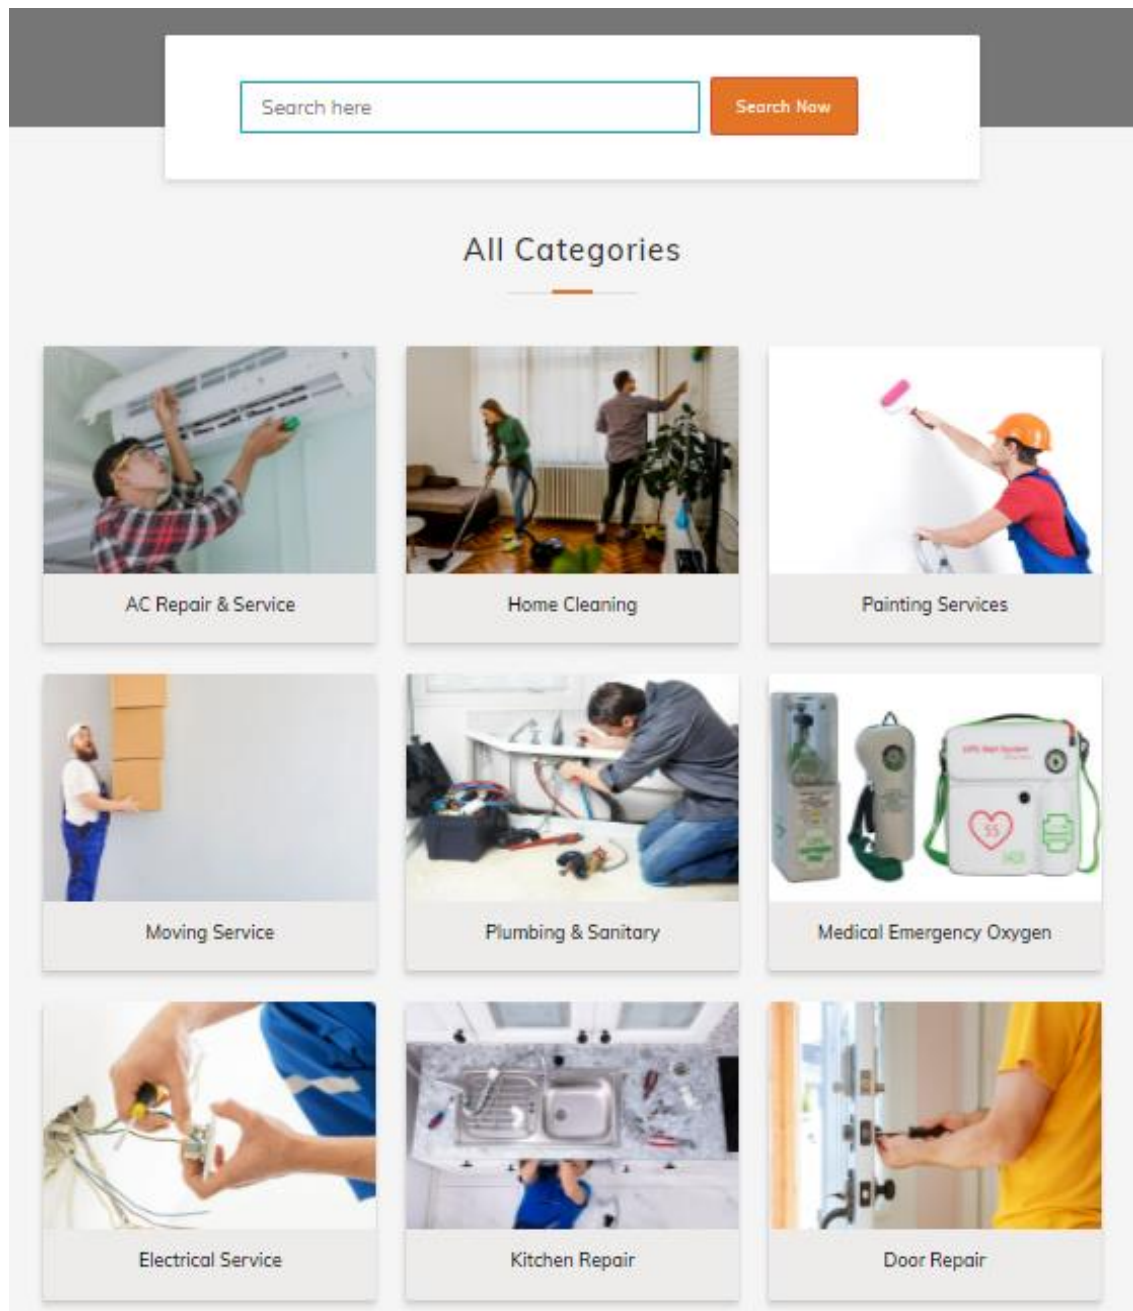 Search here
Search Now
All Categories
AC Repair & Service
Home Cleaning
Painting Services
Moving Service
Plumbing & Sanitary
Medical Emergency Oxygen
55
Electrical Service
Kitchen Repair
Door Repair